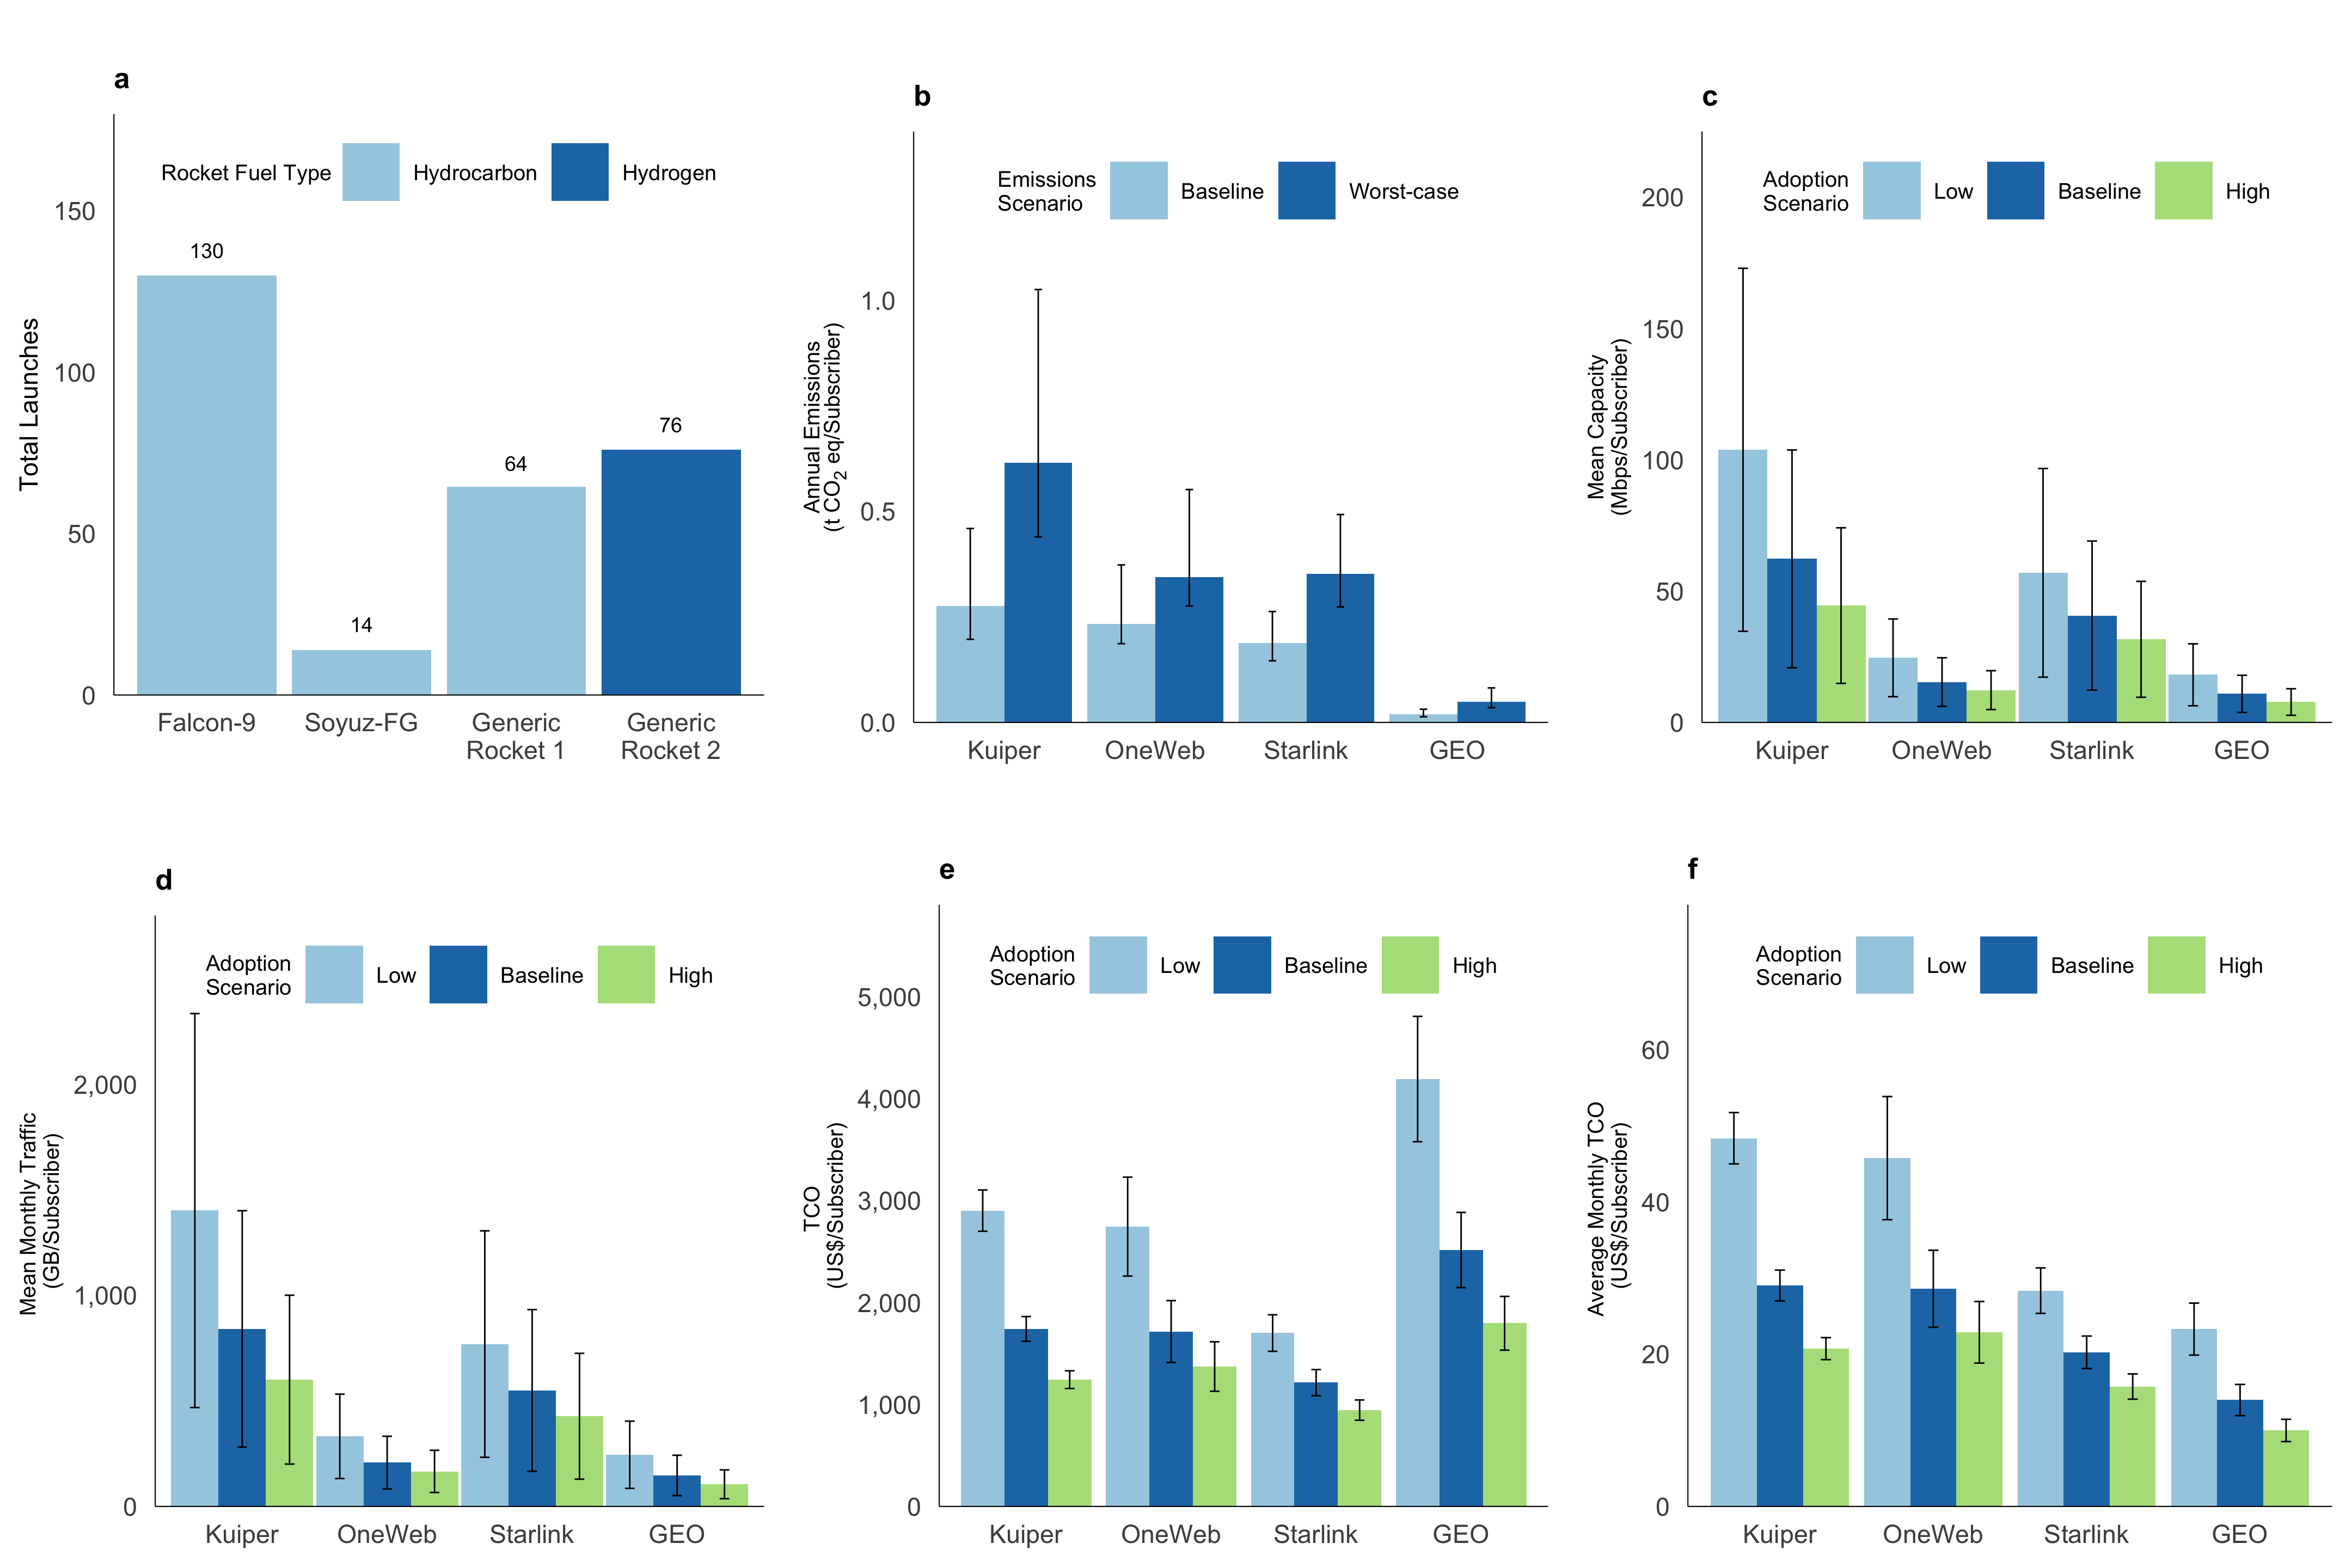 a
Rocket Fuel Type Hydrocarbon Hydrogen
Total Launches
150
100
50
0
130
14
64
76
Falcon-9 Soyuz-FG Generic Generic
Rocket 1 Rocket 2
b
Emissions
Scenario
Baseline Worst-case
Annual Emissions
(t CO₂ eq/Subscriber)
1.0
0.5
0.0
Kuiper OneWeb Starlink GEO
c
Adoption
Scenario
Low Baseline High
Mean Capacity
(Mbps/Subscriber)
200
150
100
50
0
Kuiper OneWeb Starlink GEO
d
Adoption
Scenario
Low Baseline High
Mean Monthly Traffic
(GB/Subscriber)
2,000
1,000
0
Kuiper OneWeb Starlink GEO
e
Adoption
Scenario
Low Baseline High
TCO
(US$/Subscriber)
5,000
4,000
3,000
2,000
1,000
0
Kuiper OneWeb Starlink GEO
f
Adoption
Scenario
Low Baseline High
Average Monthly TCO
(US$/Subscriber)
60
40
20
0
Kuiper OneWeb Starlink GEO